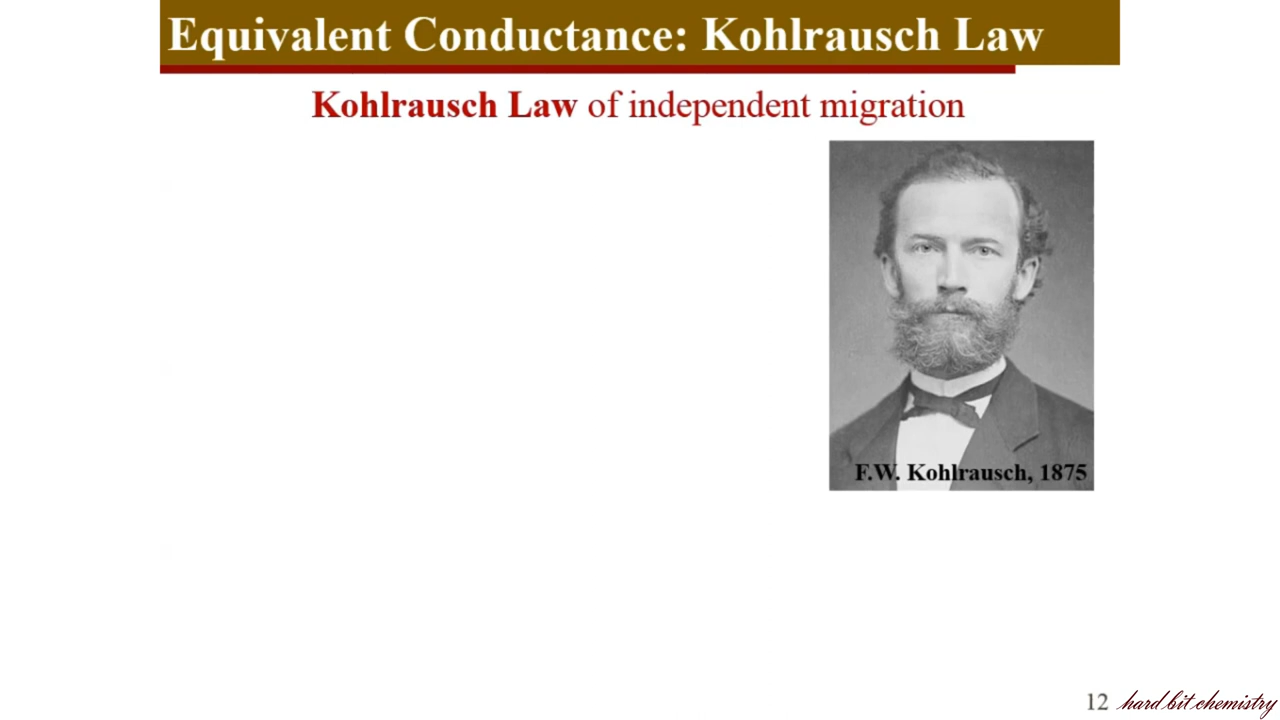 Equivalent Conductance: Kohlrausch Law
Kohlrausch Law of independent migration
F.W. Kohlrausch, 1875
12
hard bit chemistry